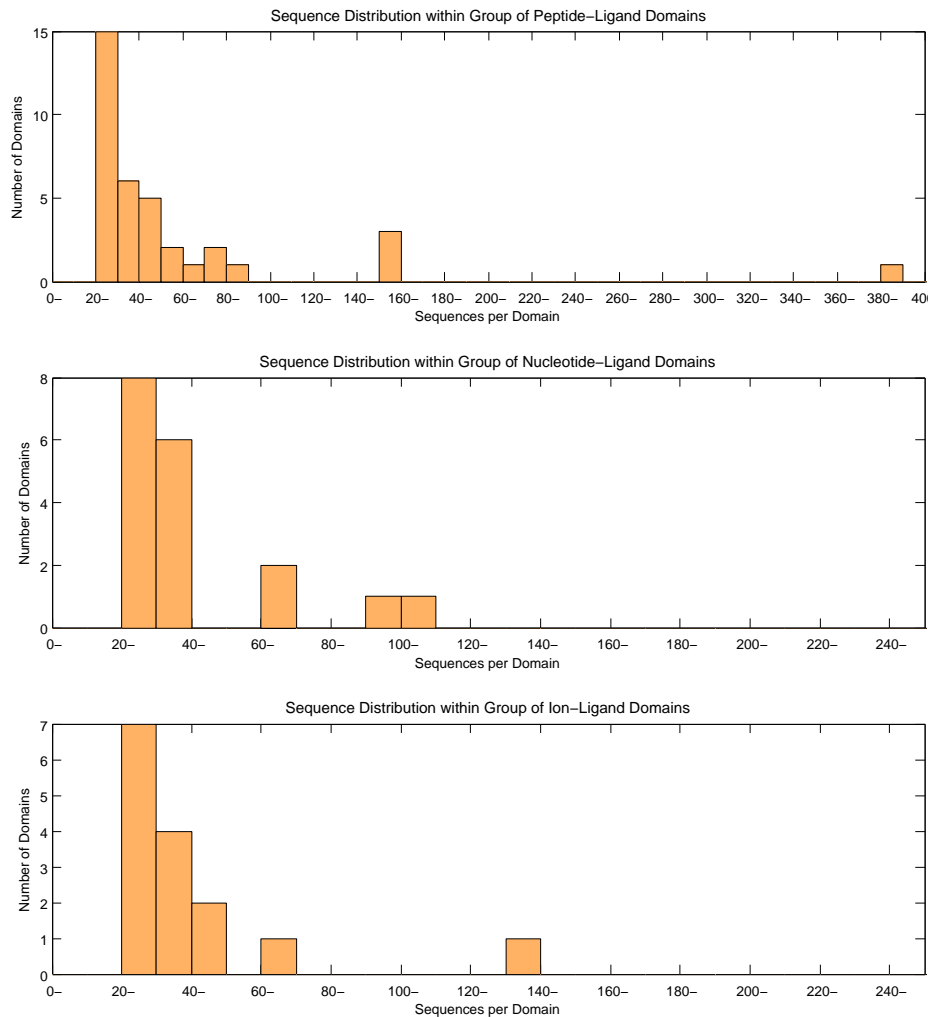 Sequence Distribution within Group of Peptide−Ligand Domains
15
10
5
0
Number of Domains
0− 20− 40− 60− 80− 100− 120− 140− 160− 180− 200− 220− 240− 260− 280− 300− 320− 340− 360− 380− 400
Sequences per Domain
Sequence Distribution within Group of Nucleotide−Ligand Domains
8
6
4
2
0
Number of Domains
0− 20− 40− 60− 80− 100− 120− 140− 160− 180− 200− 220− 240−
Sequences per Domain
Sequence Distribution within Group of Ion−Ligand Domains
7
6
5
4
3
2
1
0
Number of Domains
0− 20− 40− 60− 80− 100− 120− 140− 160− 180− 200− 220− 240−
Sequences per Domain